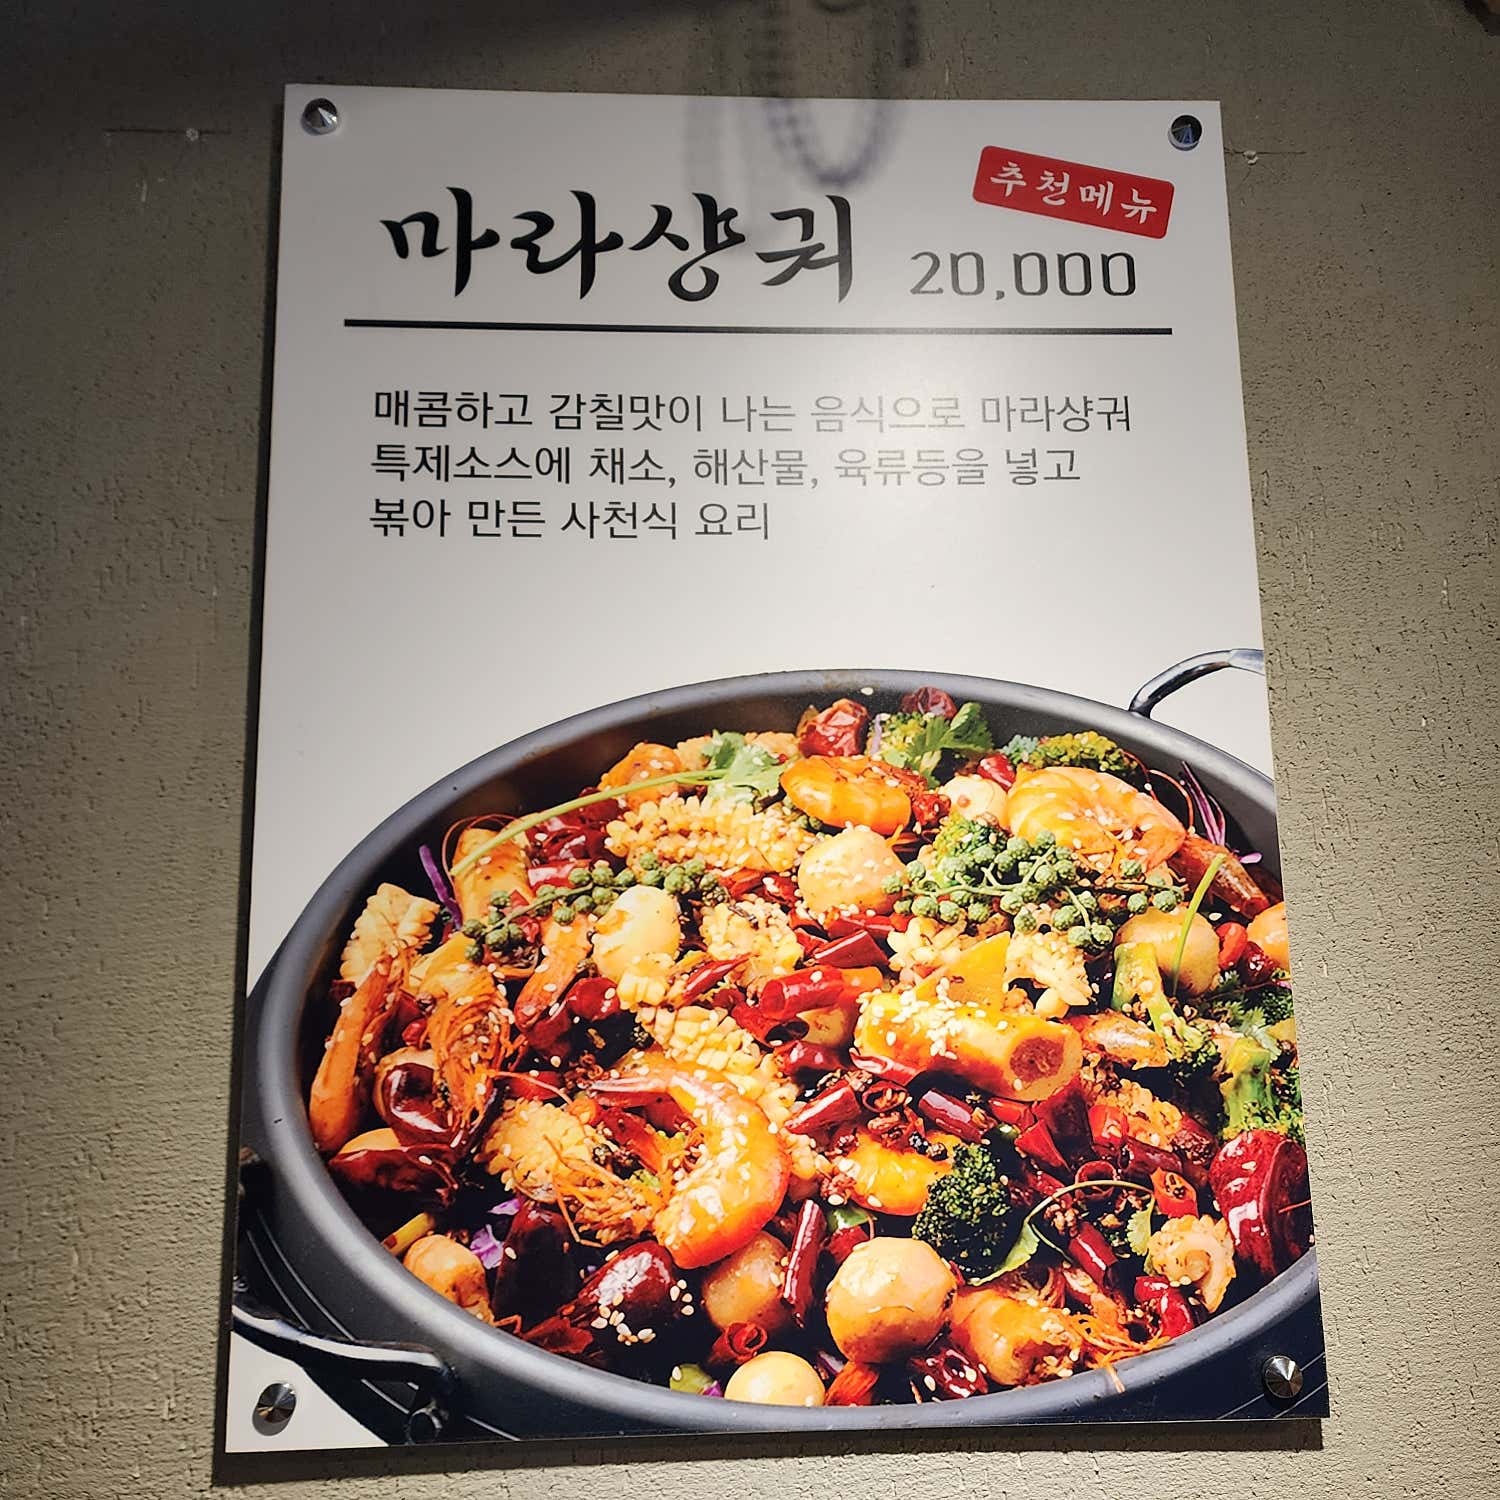 추천메뉴
마라샹궈 20,000
매콤하고 감칠맛이 나는 음식으로 마라샹궈
특제소스에 채소, 해산물, 육류등을 넣고
볶아 만든 사천식 요리